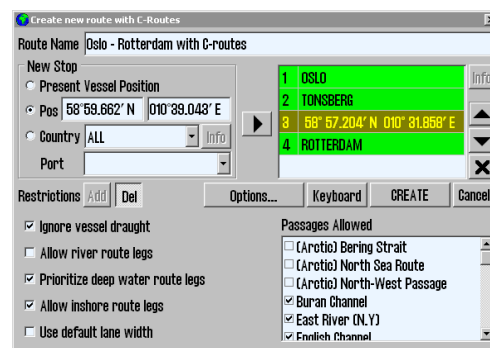 Create new route with C-Routes
Route Name Oslo - Rotterdam with C-routes
New Stop
Present Vessel Position
Pos 58°59.662' N 010°39.043' E
Country ALL Info
Port
1 OSLO
2 TONSBERG
3 58° 57.204' N 010° 31.858' E
4 ROTTERDAM
Info
Restrictions Add Del Options... Keyboard CREATE Cancel
Ignore vessel draught
Allow river route legs
Prioritize deep water route legs
Allow inshore route legs
Use default lane width
Passages Allowed
(Arctic) Bering Strait
(Arctic) North Sea Route
(Arctic) North-West Passage
Buran Channel
East River (N.Y)
English Channel